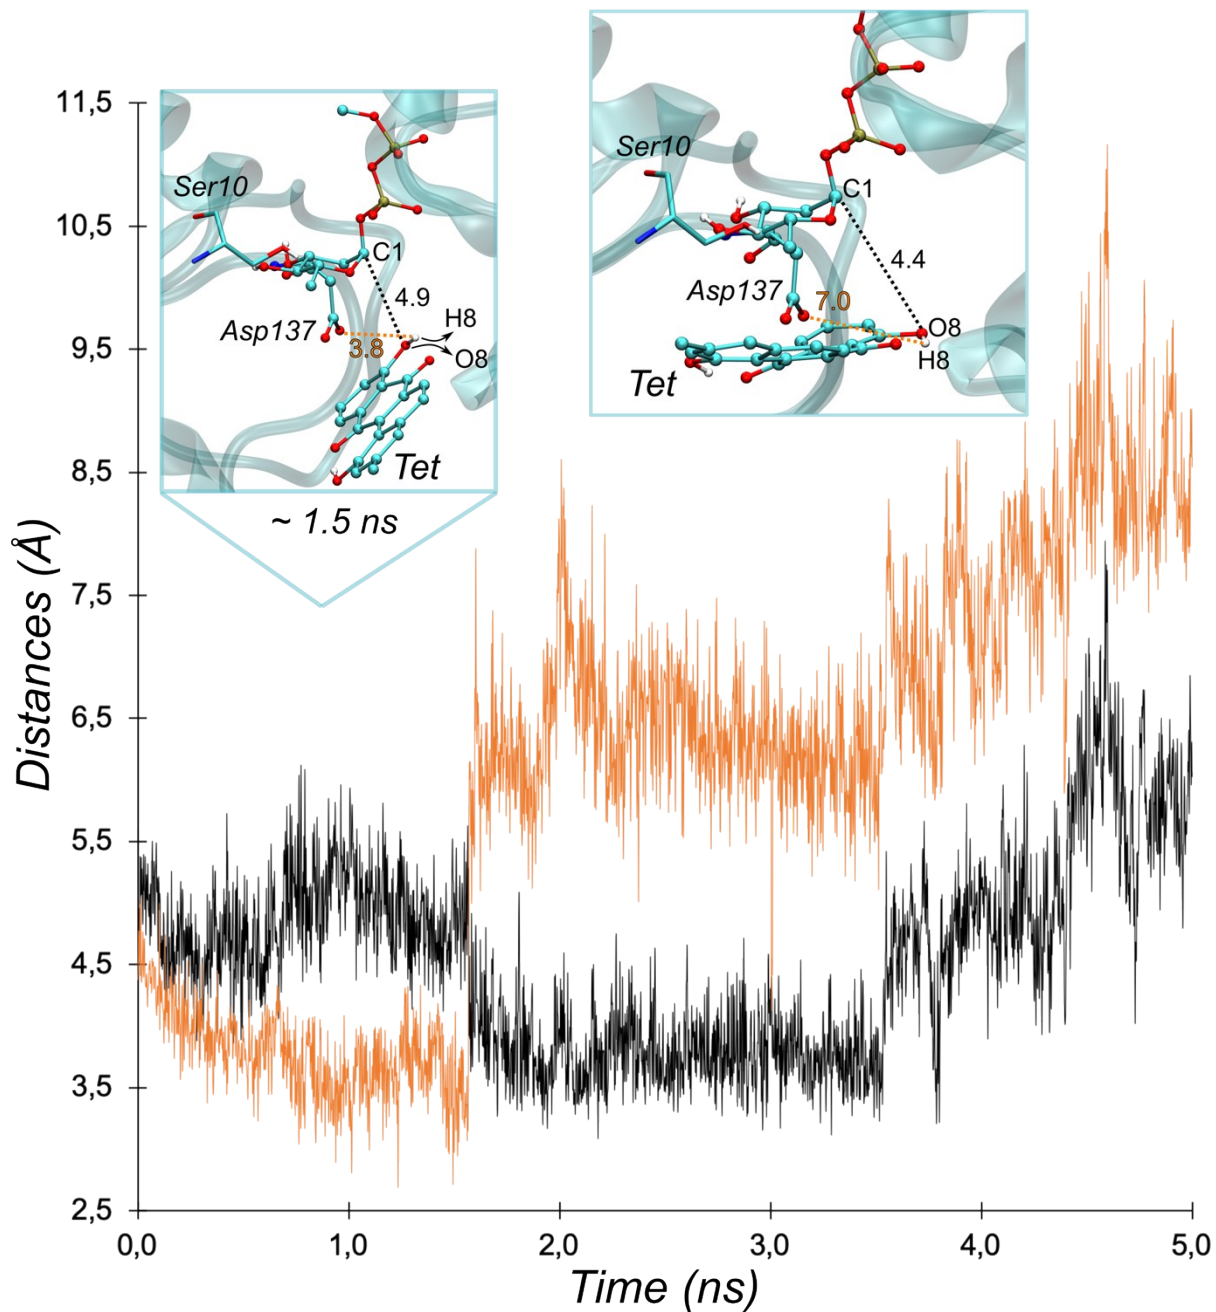 Ser10
C1
4.9
H8
Asp137
3.8
O8
Tet
~ 1.5 ns
Ser10
C1
4.4
Asp137
7.0
O8
H8
Tet
Distances (Å)
11,5
10,5
9,5
8,5
7,5
6,5
5,5
4,5
3,5
2,5
0,0 1,0 2,0 3,0 4,0 5,0
Time (ns)